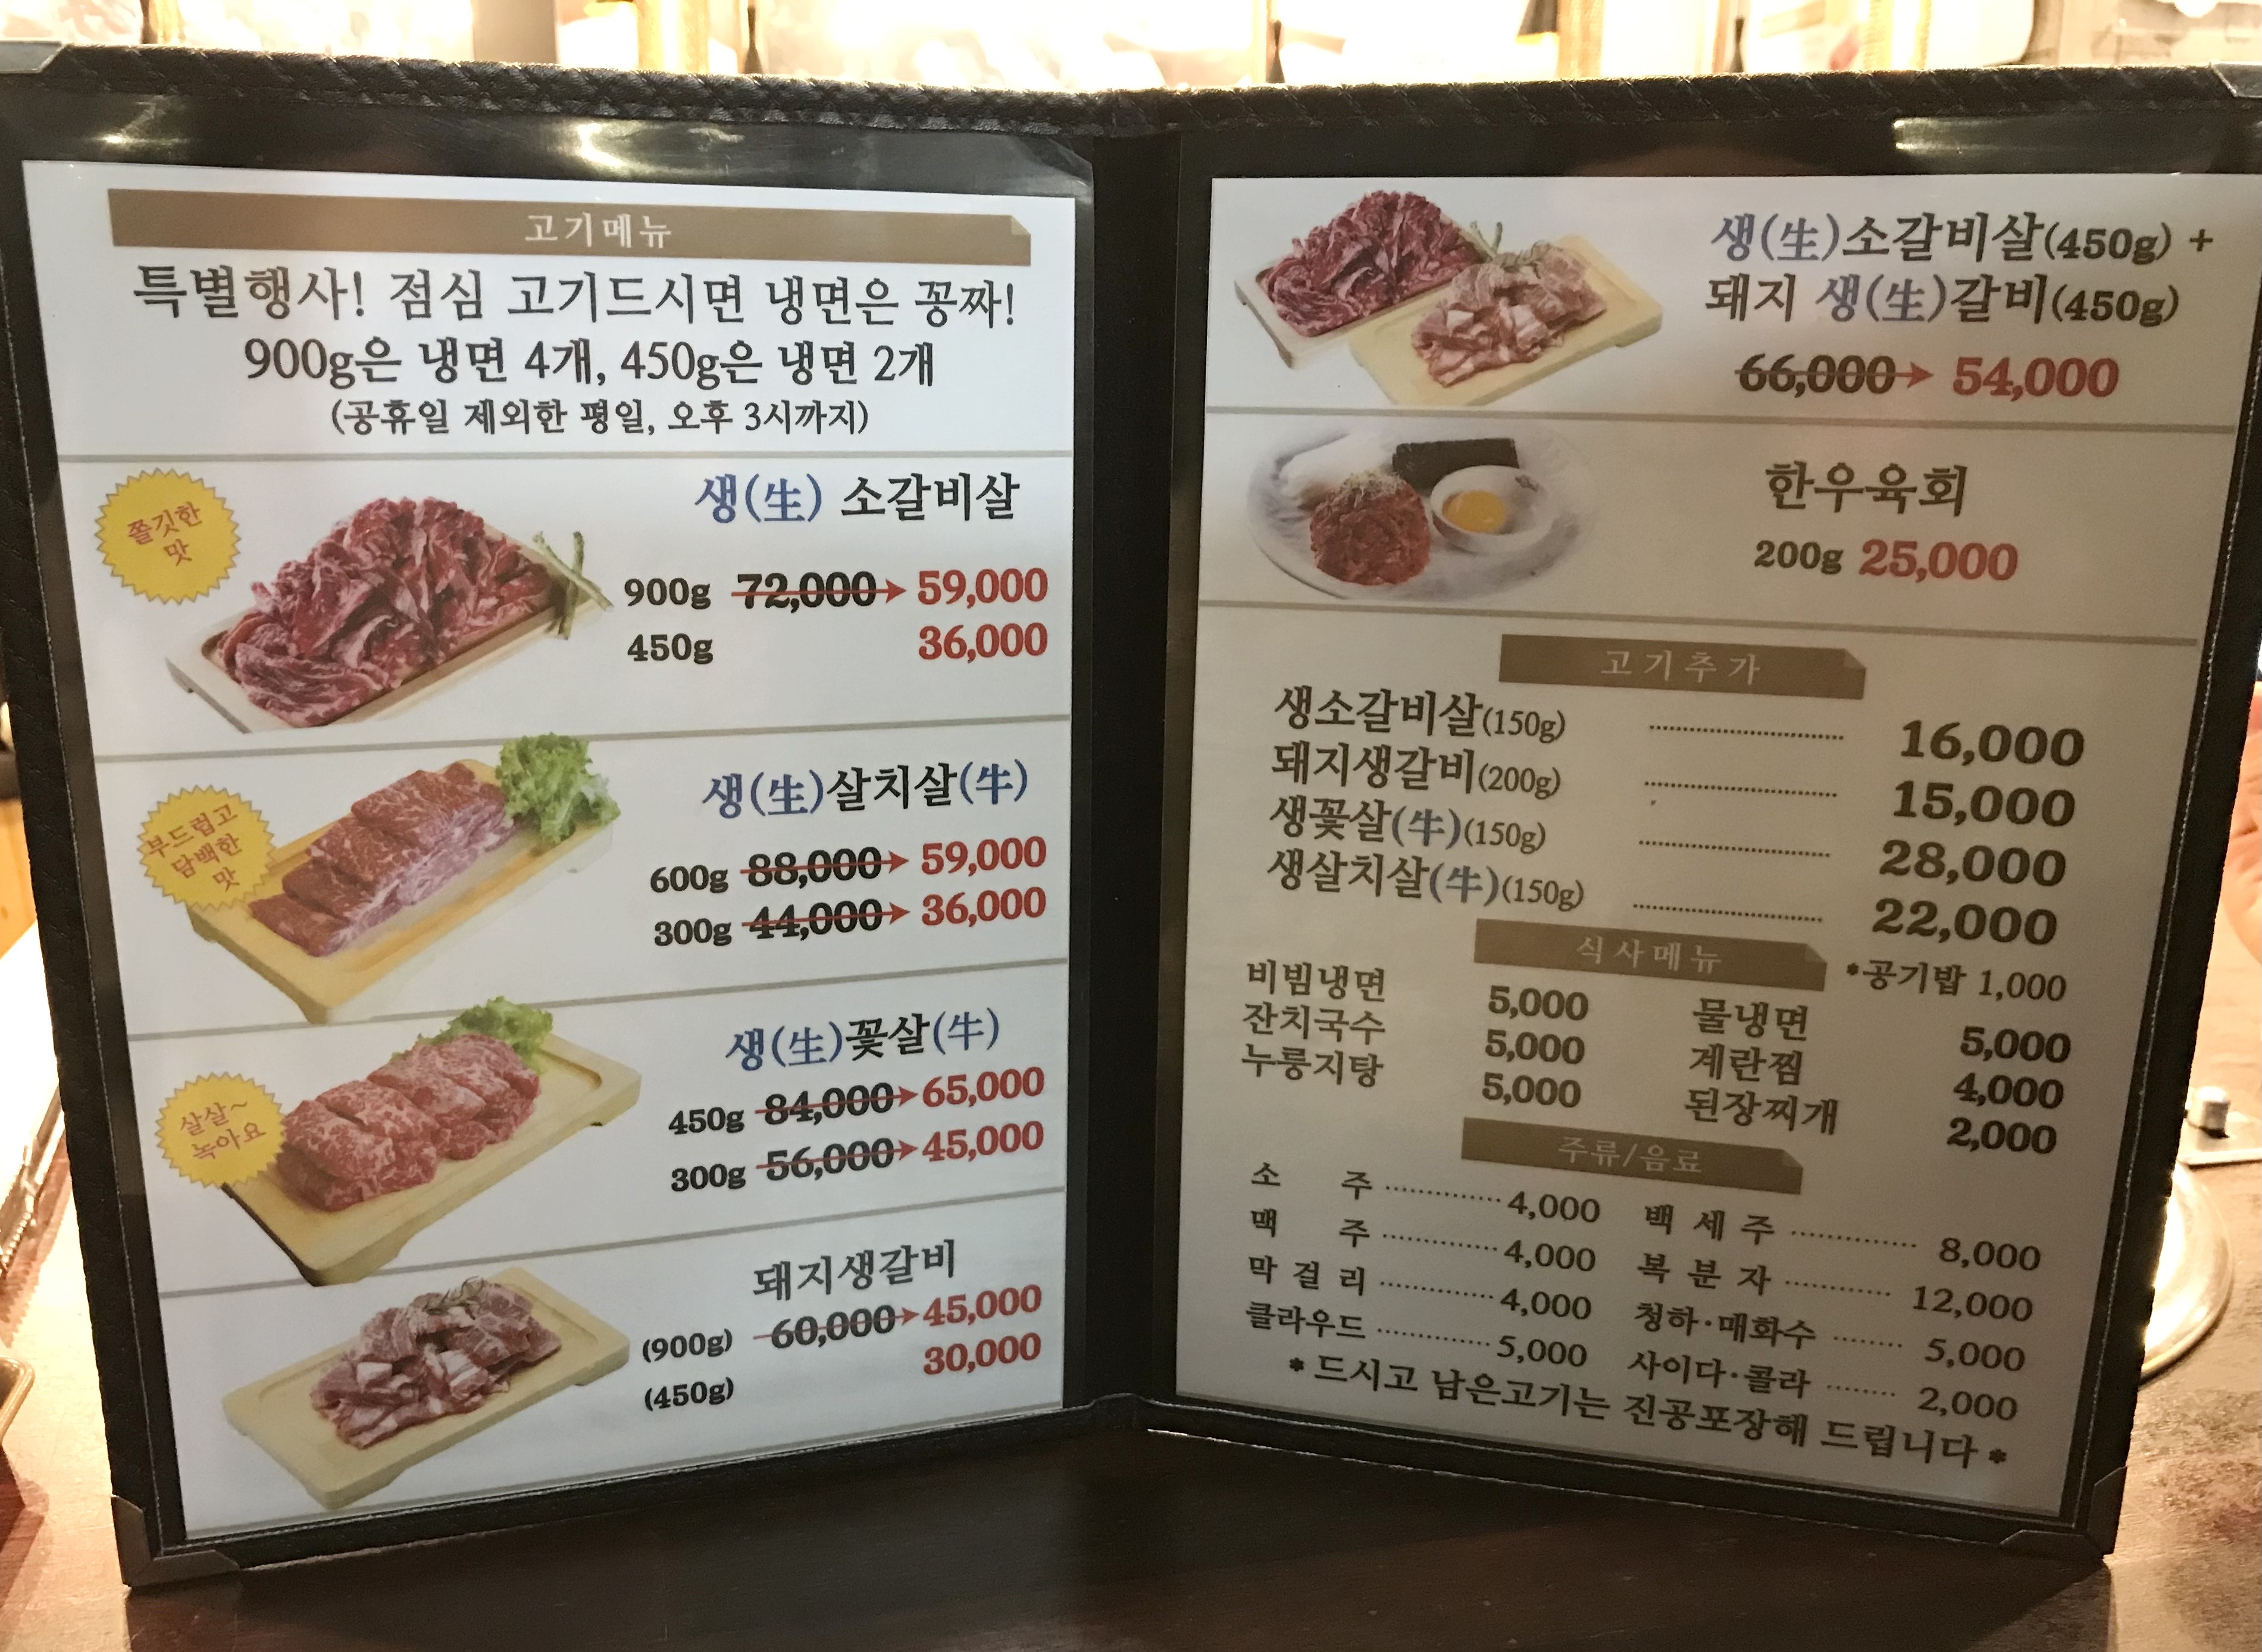 고기메뉴
특별행사! 점심 고기드시면 냉면은 꽁짜!
900g은 냉면 4개, 450g은 냉면 2개
(공휴일 제외한 평일, 오후 3시까지)
쫄깃한
맛
생(生) 소갈비살
900g 72,000 → 59,000
450g 36,000
부드럽고
담백한
맛
생(生)살치살(牛)
600g 88,000 → 59,000
300g 44,000 → 36,000
살살~
녹아요
생(生)꽃살(牛)
450g 84,000 → 65,000
300g 56,000 → 45,000
돼지생갈비
(900g) 60,000 → 45,000
(450g) 30,000
생(生)소갈비살(450g) +
돼지 생(生)갈비(450g)
66,000 → 54,000
한우육회
200g 25,000
고기추가
생소갈비살(150g) 16,000
돼지생갈비(200g) 15,000
생꽃살(牛)(150g) 28,000
생살치살(牛)(150g) 22,000
식사메뉴
*공기밥 1,000
비빔냉면 5,000 물냉면 5,000
잔치국수 5,000 계란찜 4,000
누룽지탕 5,000 된장찌개 2,000
주류/음료
소 주 4,000 백 세 주 8,000
맥 주 4,000 복 분 자 12,000
막 걸 리 4,000 청하·매화수 5,000
클라우드 5,000 사이다·콜라 2,000
* 드시고 남은고기는 진공포장해 드립니다 *